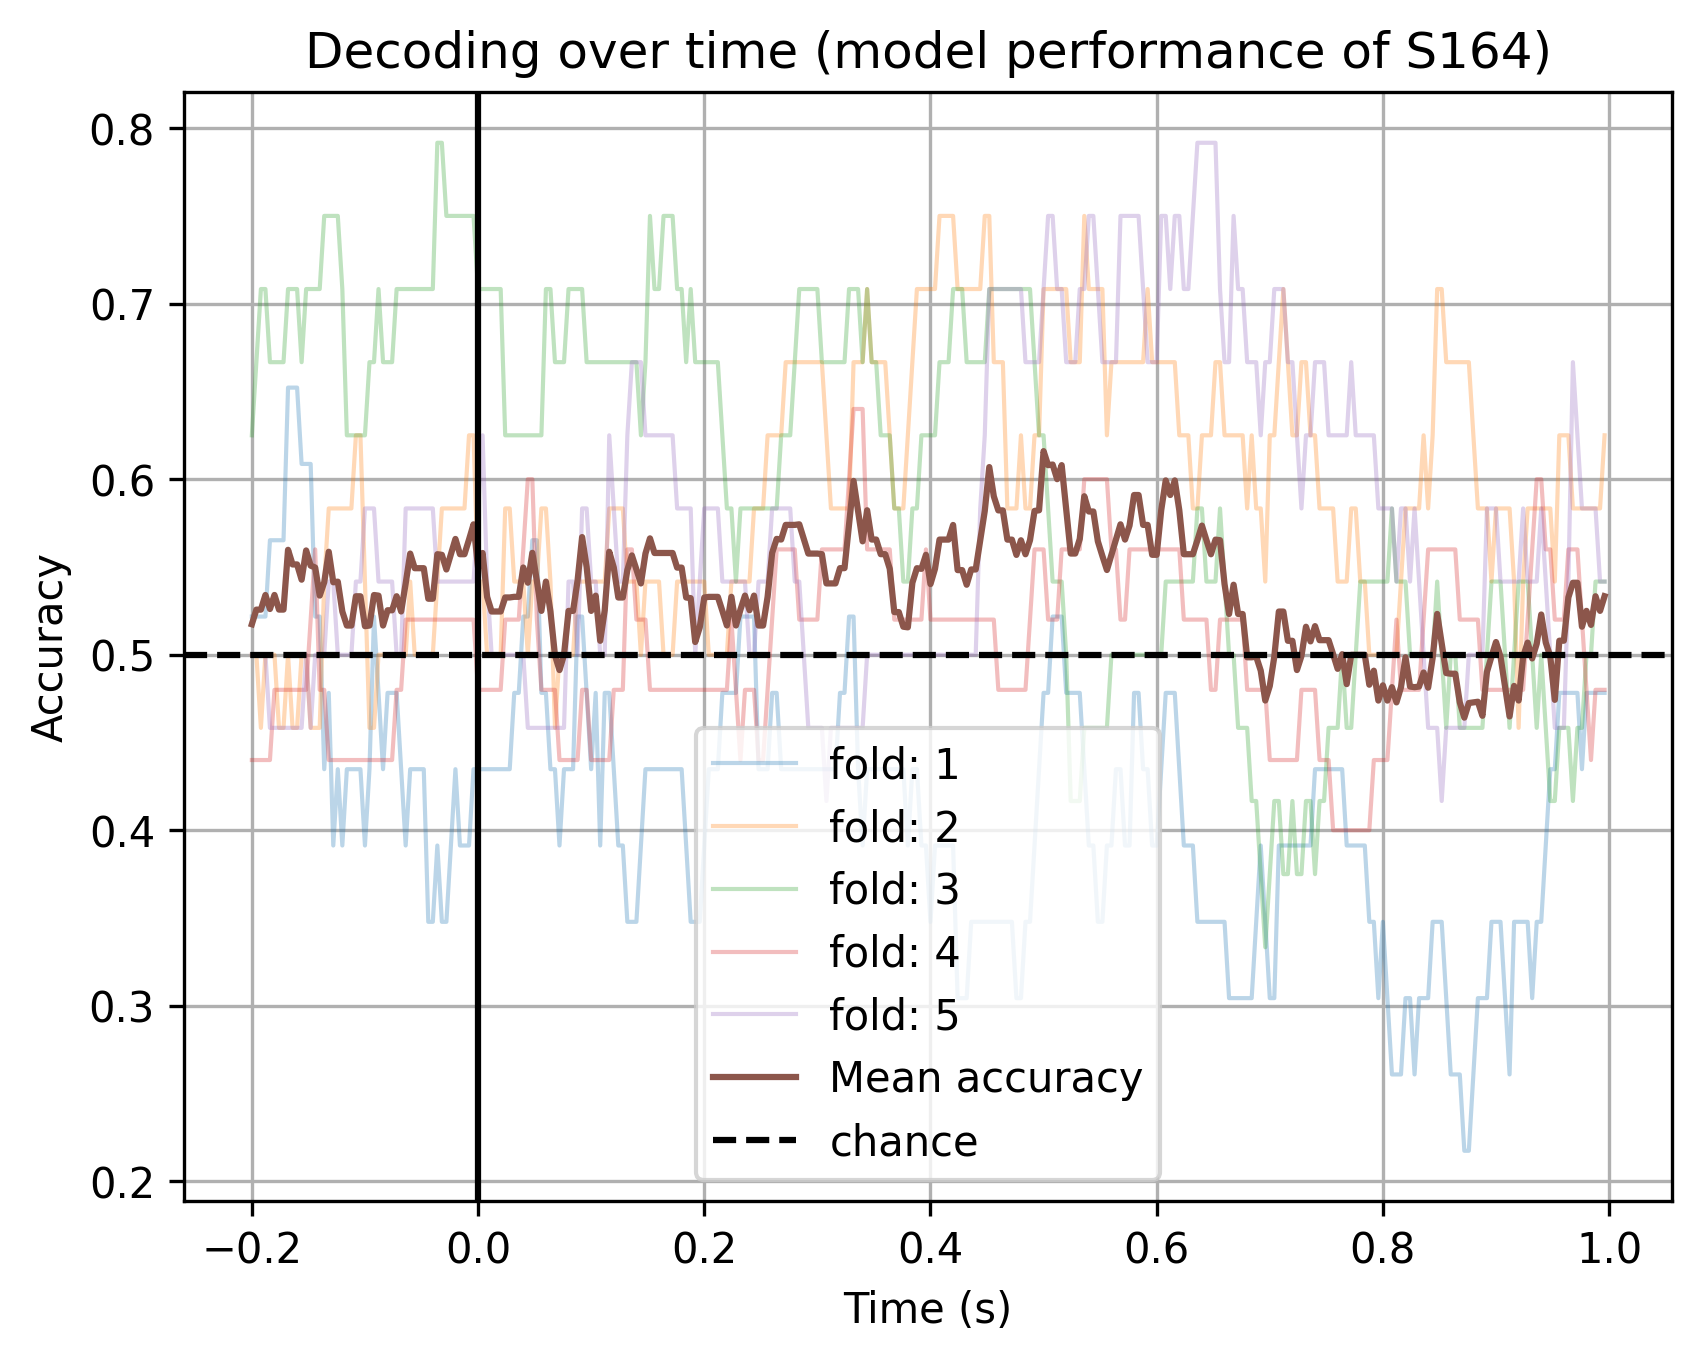 Decoding over time (model performance of S164)
0.8
0.7
0.6
0.5
0.4
0.3
0.2
Accuracy
fold: 1
fold: 2
fold: 3
fold: 4
fold: 5
Mean accuracy
chance
−0.2 0.0 0.2 0.4 0.6 0.8 1.0
Time (s)